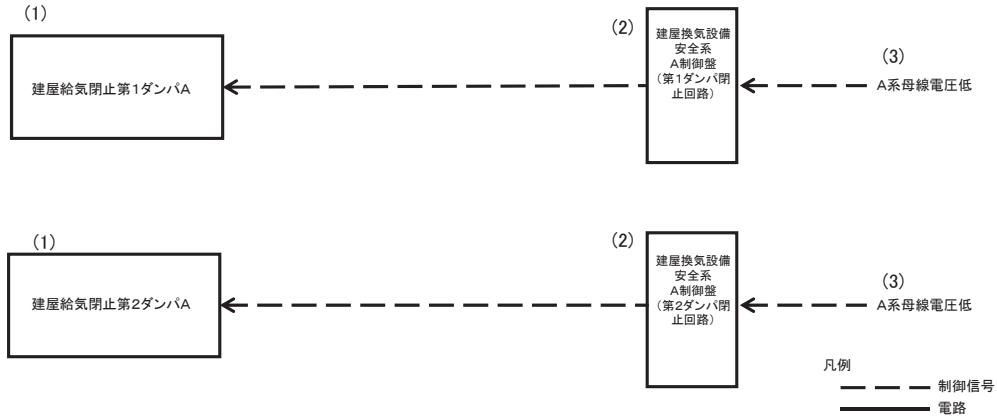 (1)
建屋給気閉止第1ダンパA
(2)
建屋換気設備
安全系
A制御盤
(第1ダンパ閉
止回路)
(3)
A系母線電圧低
(1)
建屋給気閉止第2ダンパA
(2)
建屋換気設備
安全系
A制御盤
(第2ダンパ閉
止回路)
(3)
A系母線電圧低
凡例
制御信号
電路